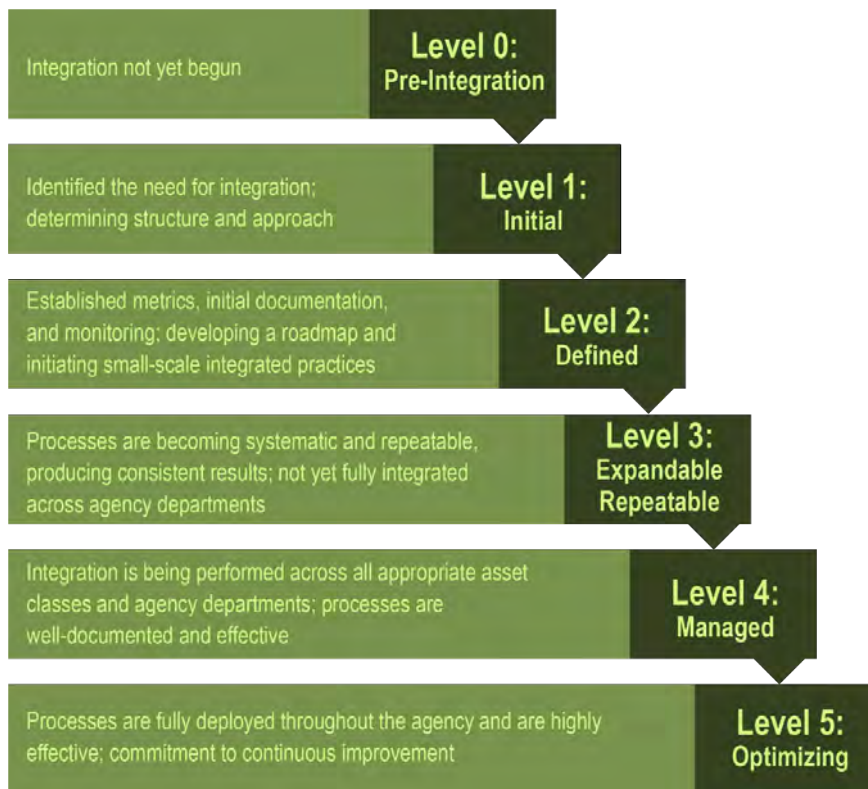 Integration not yet begun
Level 0:
Pre-Integration
Identified the need for integration;
determining structure and approach
Level 1:
Initial
Established metrics, initial documentation,
and monitoring; developing a roadmap and
initiating small-scale integrated practices
Level 2:
Defined
Processes are becoming systematic and repeatable,
producing consistent results; not yet fully integrated
across agency departments
Level 3:
Expandable
Repeatable
Integration is being performed across all appropriate asset
classes and agency departments; processes are
well-documented and effective
Level 4:
Managed
Processes are fully deployed throughout the agency and are highly
effective; commitment to continuous improvement
Level 5:
Optimizing